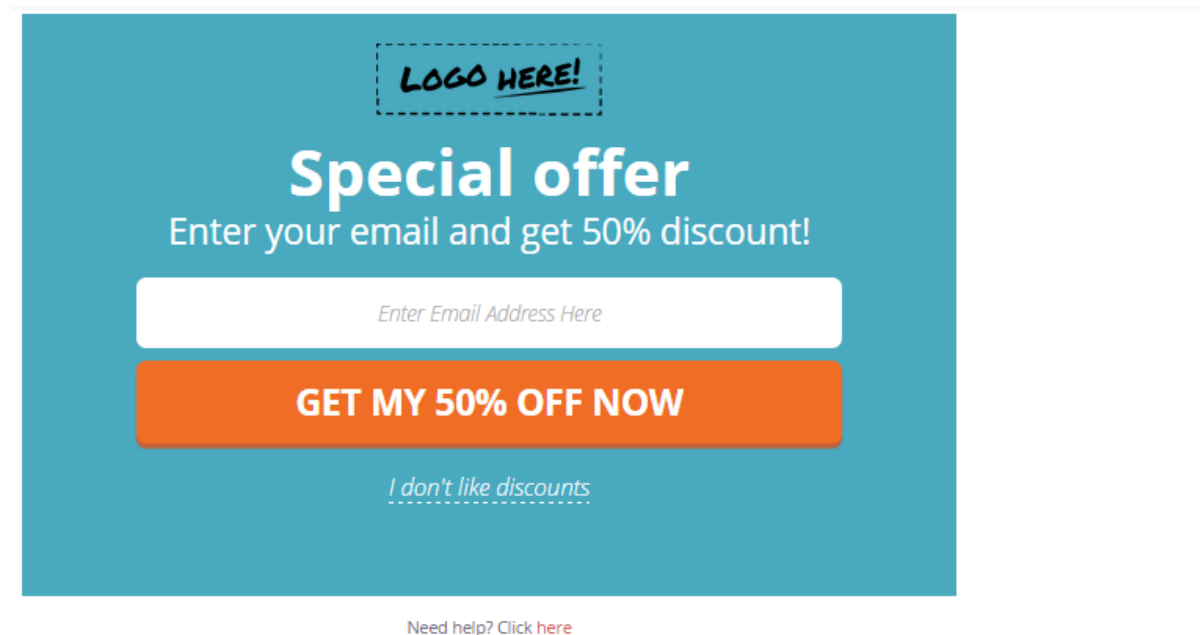 LOGO HERE!
Special offer
Enter your email and get 50% discount!
Enter Email Address Here
GET MY 50% OFF NOW
I don't like discounts
Need help? Click here